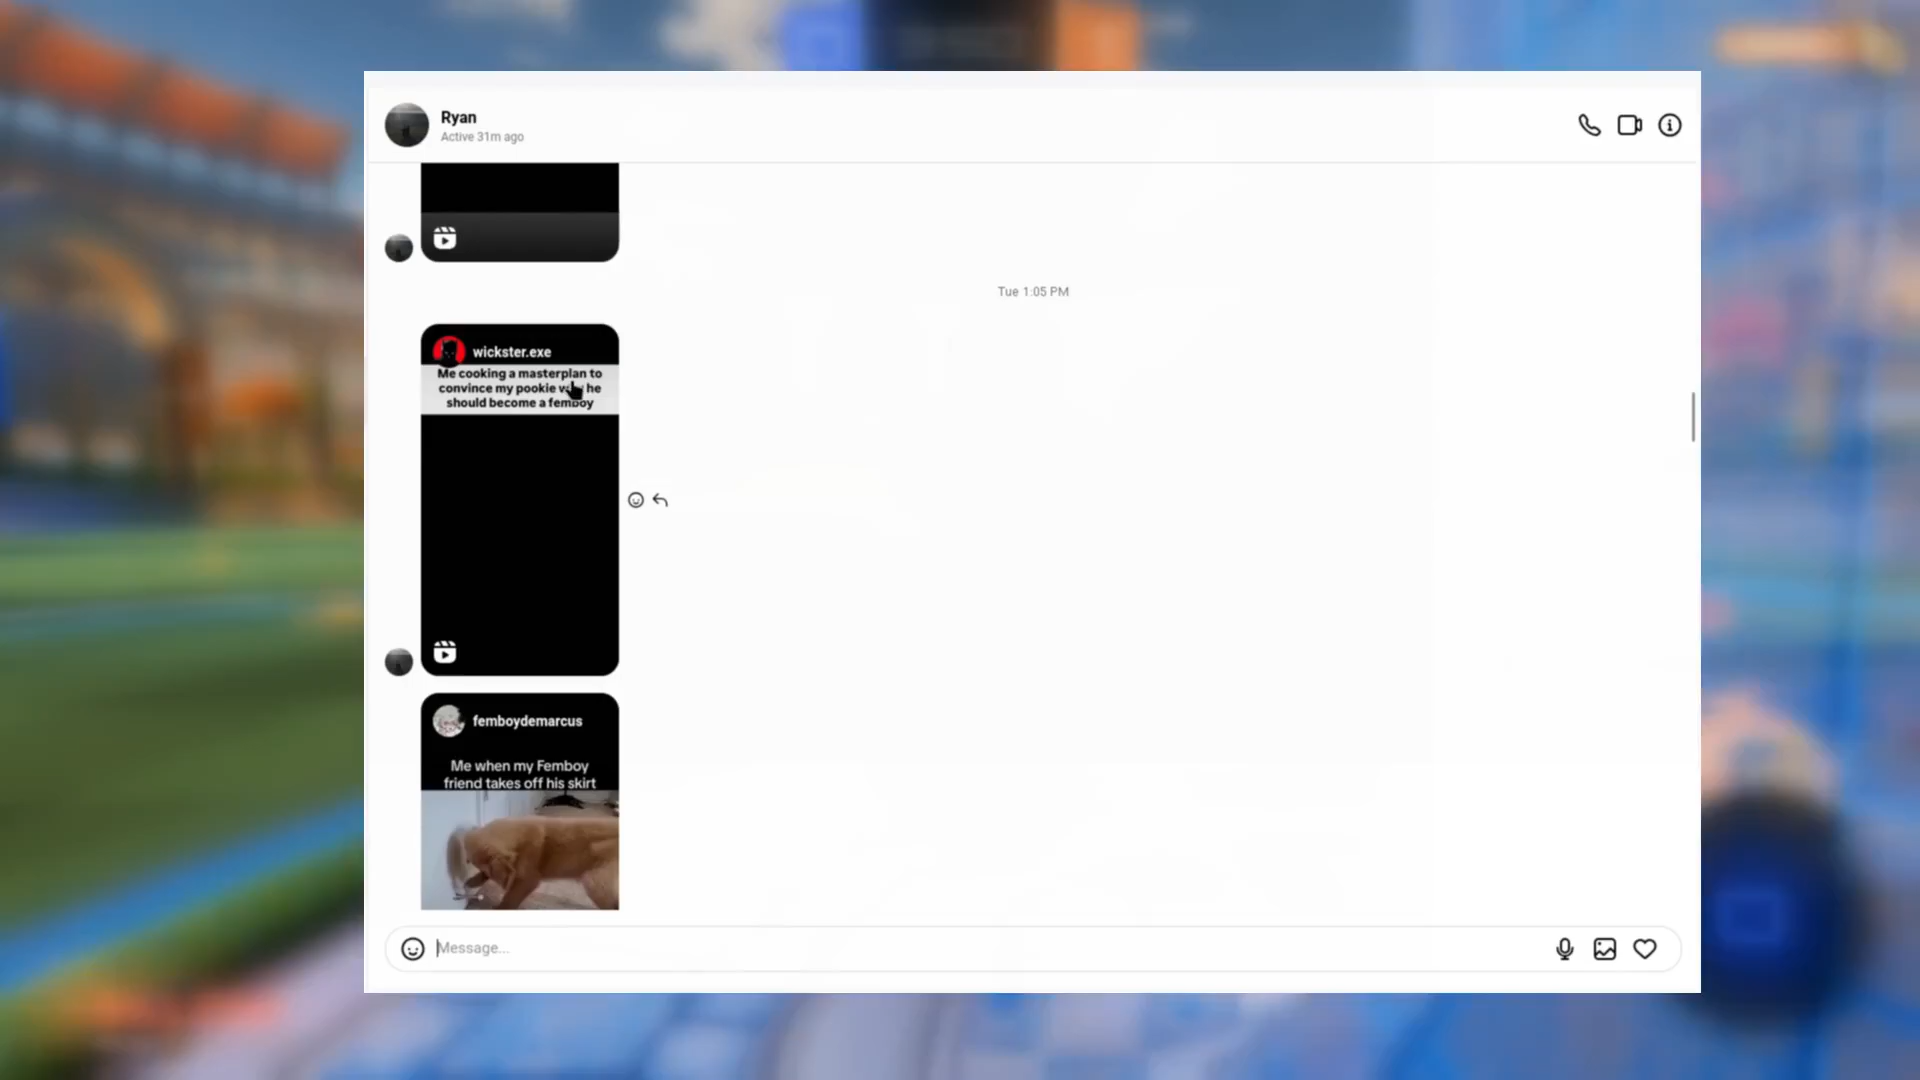 Ryan
Active 31m ago
Tue 1:05 PM
wickster.exe
Me cooking a masterplan to
convince my pookie why he
should become a femboy
femboydemarcus
Me when my Femboy
friend takes off his skirt
Message...